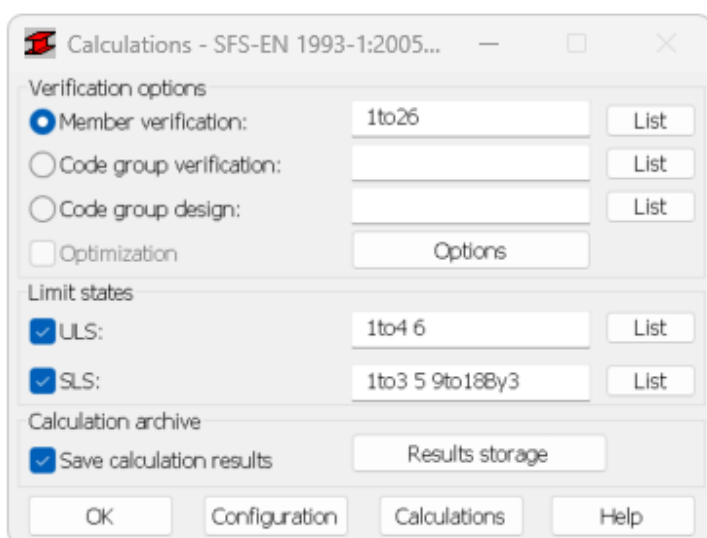 Calculations - SFS-EN 1993-1:2005...
Verification options
Member verification: 1to26 List
Code group verification: List
Code group design: List
Optimization Options
Limit states
ULS: 1to4 6 List
SLS: 1to3 5 9to18By3 List
Calculation archive
Save calculation results Results storage
OK Configuration Calculations Help